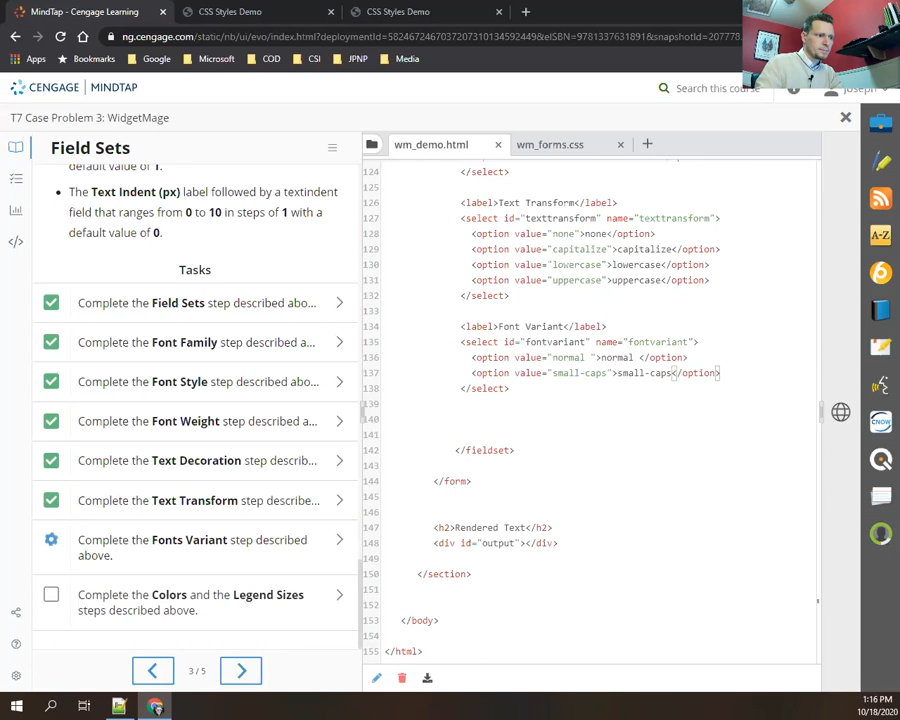 MindTap - Cengage Learning
CSS Styles Demo
CSS Styles Demo
ng.cengage.com/static/nb/ui/evo/index.html?deploymentId=5824672467037207310134592449&eISBN=9781337631891&snapshotId=207778
Apps
Bookmarks
Google
Microsoft
COD
CSI
JPNP
Media
CENGAGE MINDTAP
Search this course
T7 Case Problem 3: WidgetMage
Field Sets
default value of 1.
• The Text Indent (px) label followed by a textindent
field that ranges from 0 to 10 in steps of 1 with a
default value of 0.
Tasks
Complete the Field Sets step described abo...
Complete the Font Family step described a...
Complete the Font Style step described abo...
Complete the Font Weight step described a...
Complete the Text Decoration step describ...
Complete the Text Transform step describe...
Complete the Fonts Variant step described
above.
Complete the Colors and the Legend Sizes
steps described above.
3 / 5
wm_demo.html
wm_forms.css
124 </select>
125
126 <label>Text Transform</label>
127 <select id="texttransform" name="texttransform">
128 <option value="none">none</option>
129 <option value="capitalize">capitalize</option>
130 <option value="lowercase">lowercase</option>
131 <option value="uppercase">uppercase</option>
132 </select>
133
134 <label>Font Variant</label>
135 <select id="fontvariant" name="fontvariant">
136 <option value="normal ">normal </option>
137 <option value="small-caps">small-caps</option>
138 </select>
139
140
141
142 </fieldset>
143
144 </form>
145
146
147 <h2>Rendered Text</h2>
148 <div id="output"></div>
149
150 </section>
151
152
153 </body>
154
155 </html>
A-Z
CNOW
1:16 PM
10/18/2020